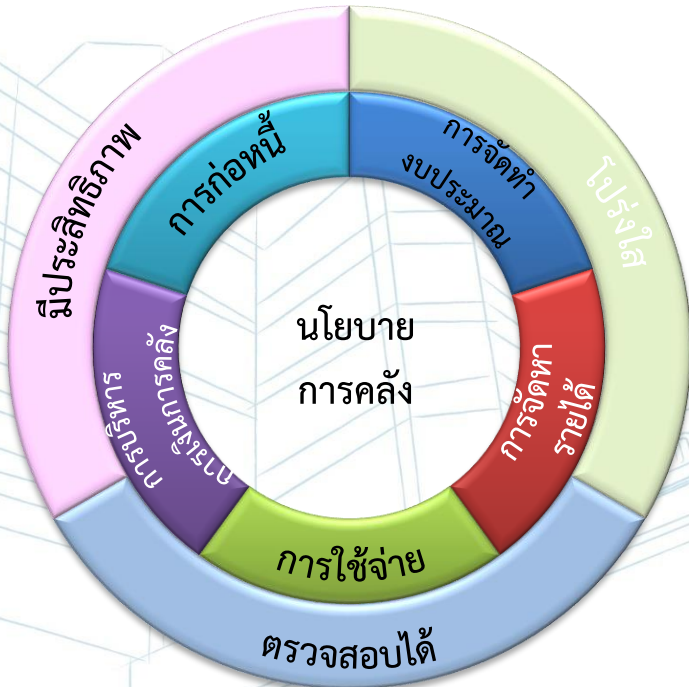 นโยบาย
การคลัง
การจัดทำ
งบประมาณ
การจัดหา
รายได้
การใช้จ่าย
การบริหาร
การเงินการคลัง
การก่อหนี้
โปร่งใส
ตรวจสอบได้
มีประสิทธิภาพ